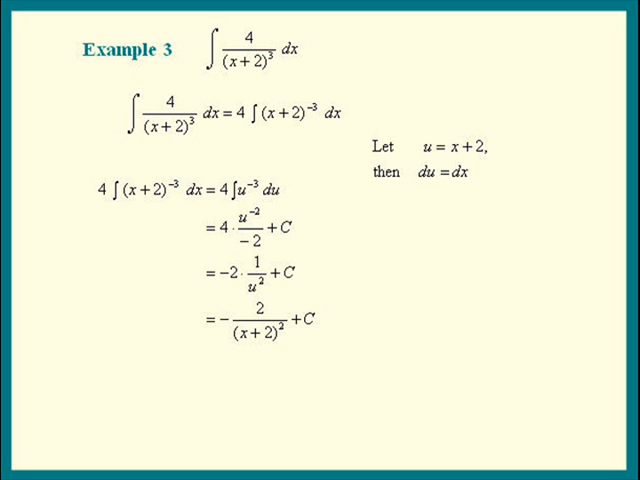 Example 3 ∫ 4/(x+2)³ dx
∫ 4/(x+2)³ dx = 4 ∫ (x+2)⁻³ dx
Let u = x+2,
then du = dx
4 ∫ (x+2)⁻³ dx = 4 ∫ u⁻³ du
= 4 · u⁻²/−2 + C
= −2 · 1/u² + C
= − 2/(x+2)² + C